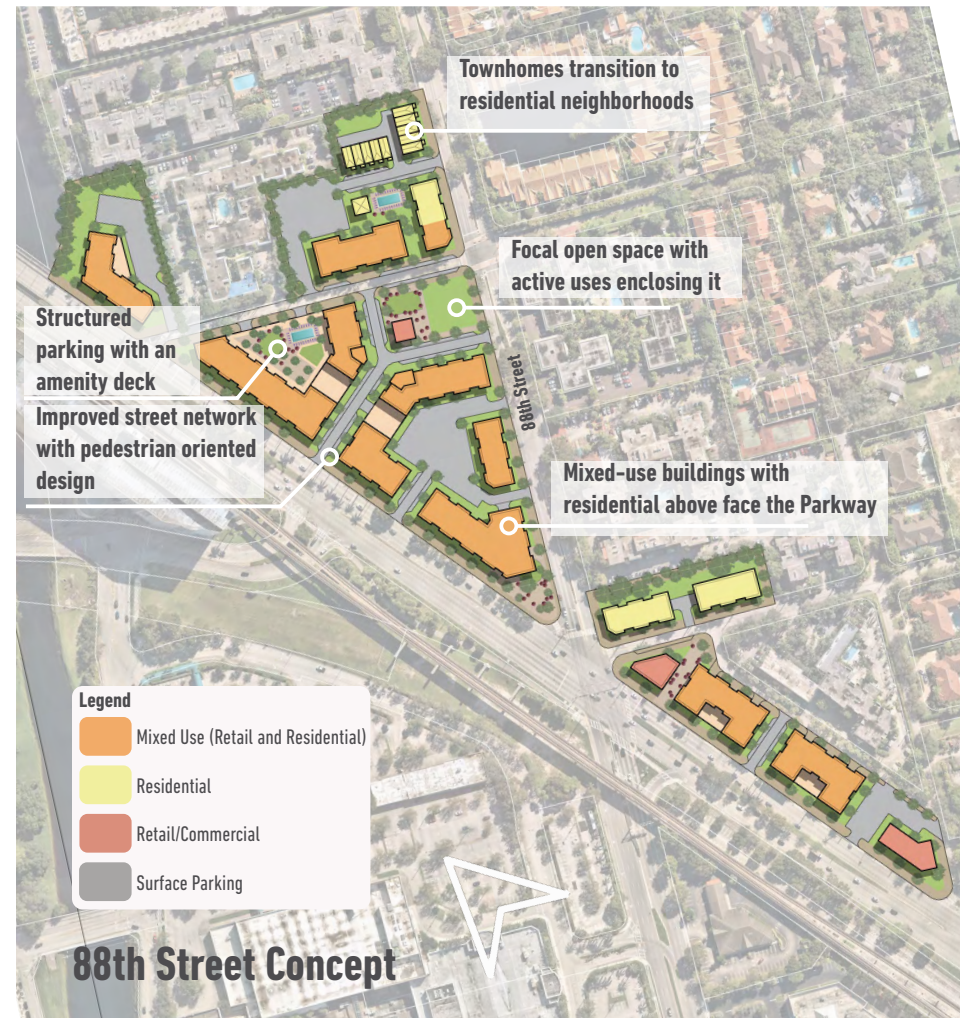 Townhomes transition to
residential neighborhoods
Focal open space with
active uses enclosing it
Structured
parking with an
amenity deck
Improved street network
with pedestrian oriented
design
88th Street
Mixed-use buildings with
residential above face the Parkway
Legend
Mixed Use (Retail and Residential)
Residential
Retail/Commercial
Surface Parking
88th Street Concept